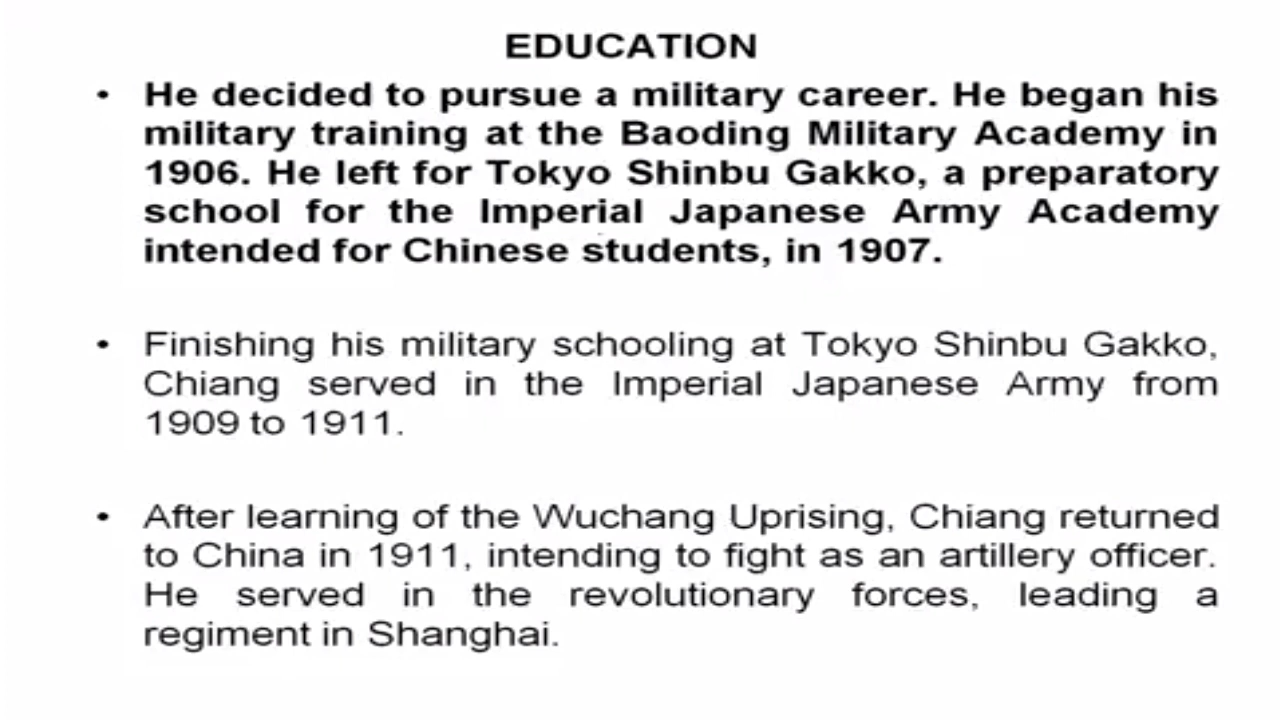 EDUCATION
• He decided to pursue a military career. He began his
military training at the Baoding Military Academy in
1906. He left for Tokyo Shinbu Gakko, a preparatory
school for the Imperial Japanese Army Academy
intended for Chinese students, in 1907.
• Finishing his military schooling at Tokyo Shinbu Gakko,
Chiang served in the Imperial Japanese Army from
1909 to 1911.
• After learning of the Wuchang Uprising, Chiang returned
to China in 1911, intending to fight as an artillery officer.
He served in the revolutionary forces, leading a
regiment in Shanghai.